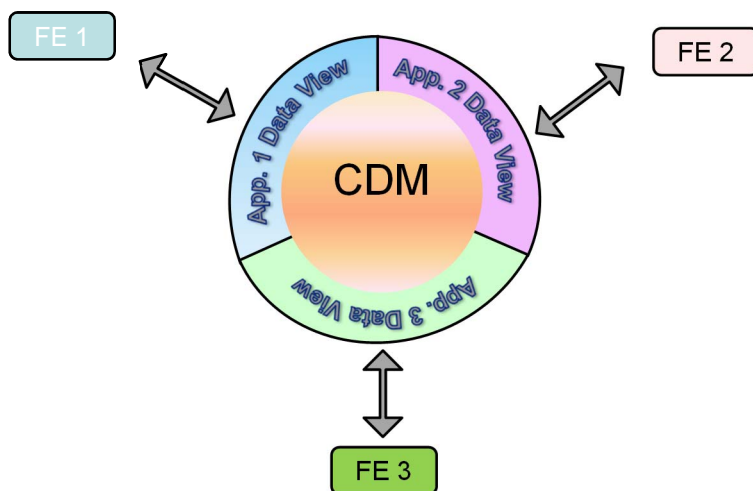 FE 1
FE 2
App. 1 Data View
App. 2 Data View
CDM
App. 3 Data View
FE 3